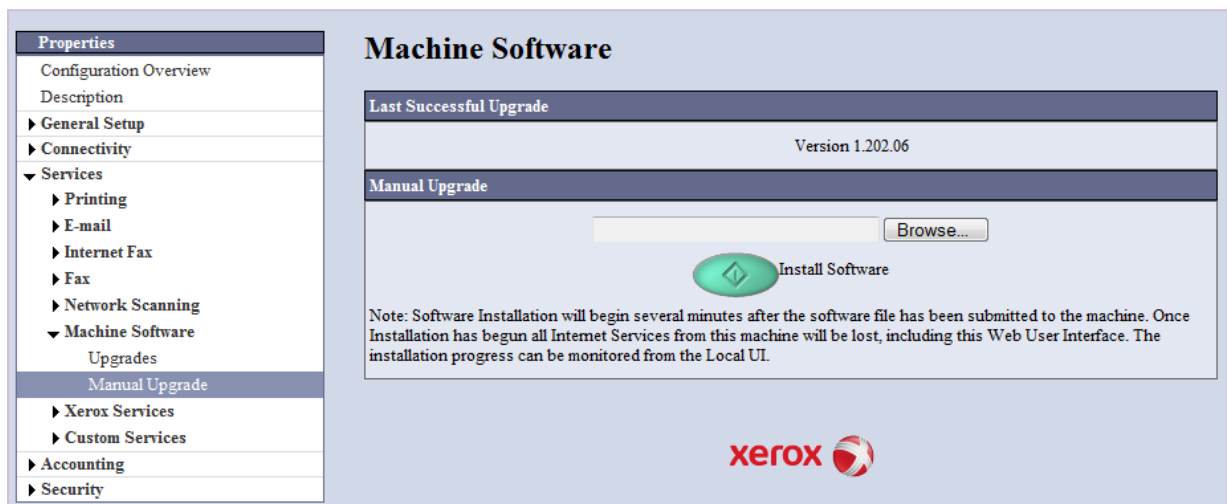 Properties
Configuration Overview
Description
General Setup
Connectivity
Services
Printing
E-mail
Internet Fax
Fax
Network Scanning
Machine Software
Upgrades
Manual Upgrade
Xerox Services
Custom Services
Accounting
Security
Machine Software
Last Successful Upgrade
Version 1.202.06
Manual Upgrade
Browse...
Install Software
Note: Software Installation will begin several minutes after the software file has been submitted to the machine. Once
Installation has begun all Internet Services from this machine will be lost, including this Web User Interface. The
installation progress can be monitored from the Local UI.
xerox